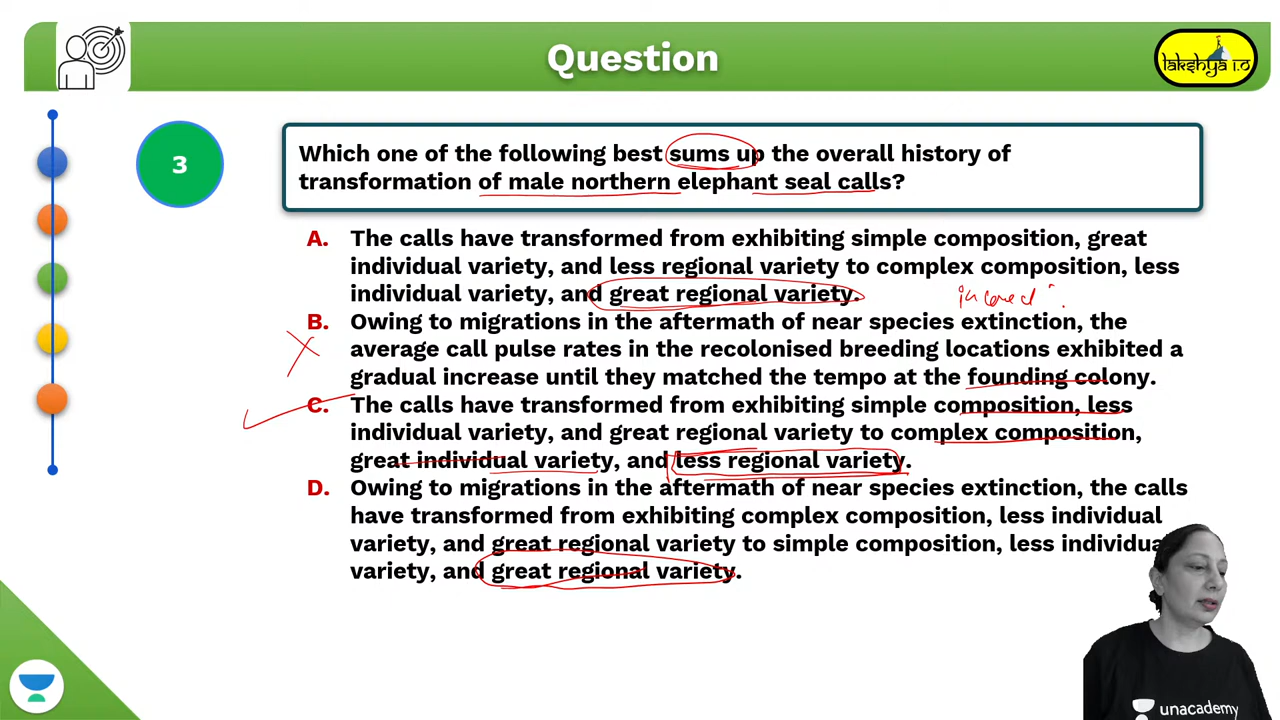 Question
lakshya 1.0
3
Which one of the following best sums up the overall history of
transformation of male northern elephant seal calls?
A. The calls have transformed from exhibiting simple composition, great
individual variety, and less regional variety to complex composition, less
individual variety, and great regional variety.
incorrect
B. Owing to migrations in the aftermath of near species extinction, the
average call pulse rates in the recolonised breeding locations exhibited a
gradual increase until they matched the tempo at the founding colony.
C. The calls have transformed from exhibiting simple composition, less
individual variety, and great regional variety to complex composition,
great individual variety, and less regional variety.
D. Owing to migrations in the aftermath of near species extinction, the calls
have transformed from exhibiting complex composition, less individual
variety, and great regional variety to simple composition, less individua
variety, and great regional variety.
unacademy